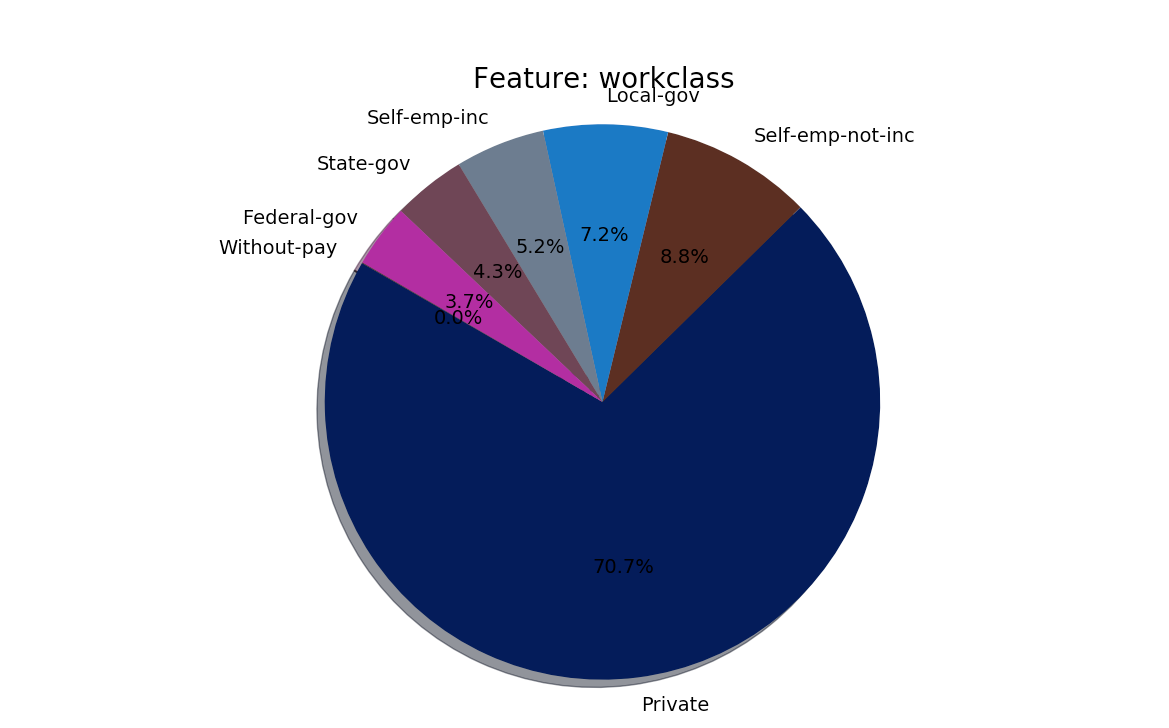 Feature: workclass
Local-gov
Self-emp-inc
Self-emp-not-inc
State-gov
Federal-gov
Without-pay
7.2%
5.2%
8.8%
4.3%
3.7%
0.0%
70.7%
Private